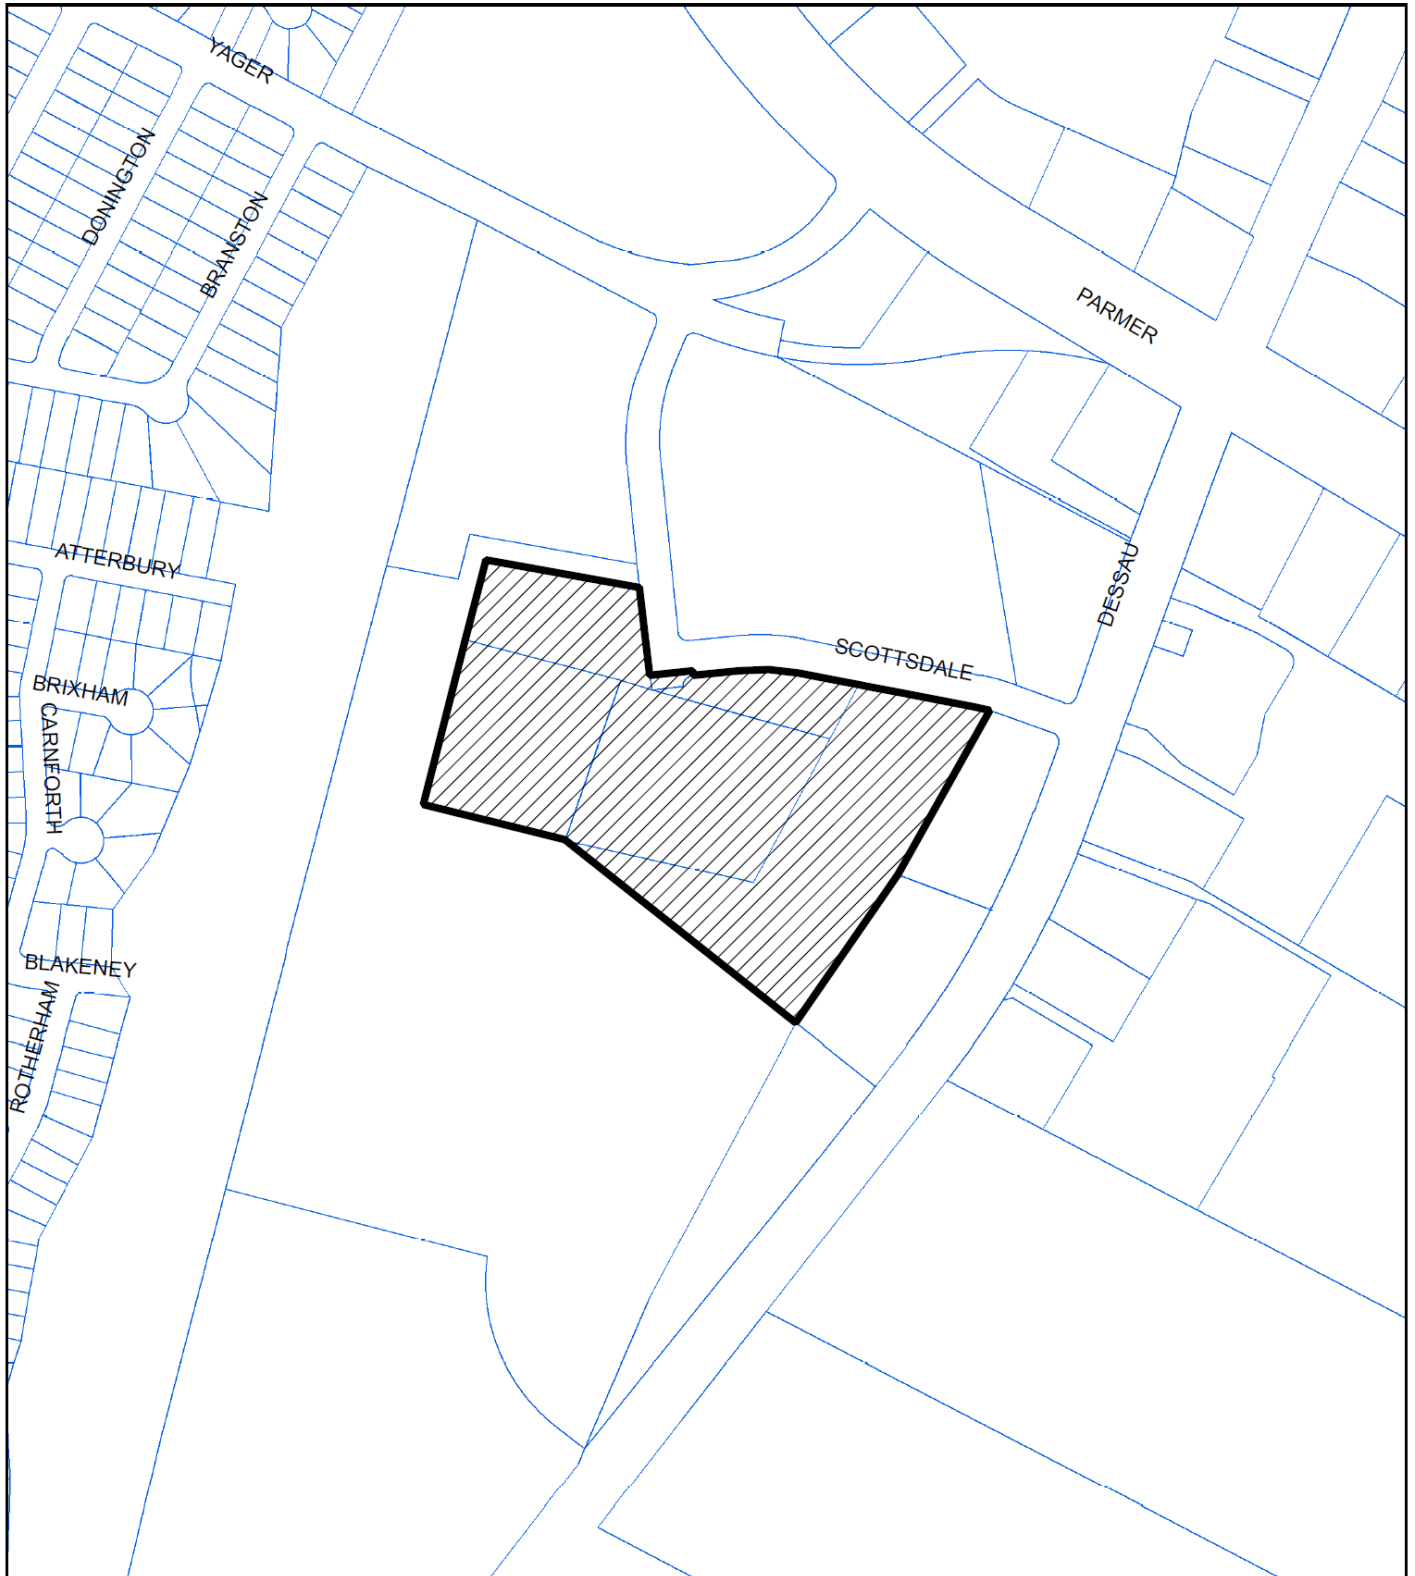 YAGER
DONINGTON
BRANSTON
PARMER
ATTERBURY
DESSAU
SCOTTSDALE
BRIXHAM
CARNFORTH
BLAKENEY
ROTHERHAM